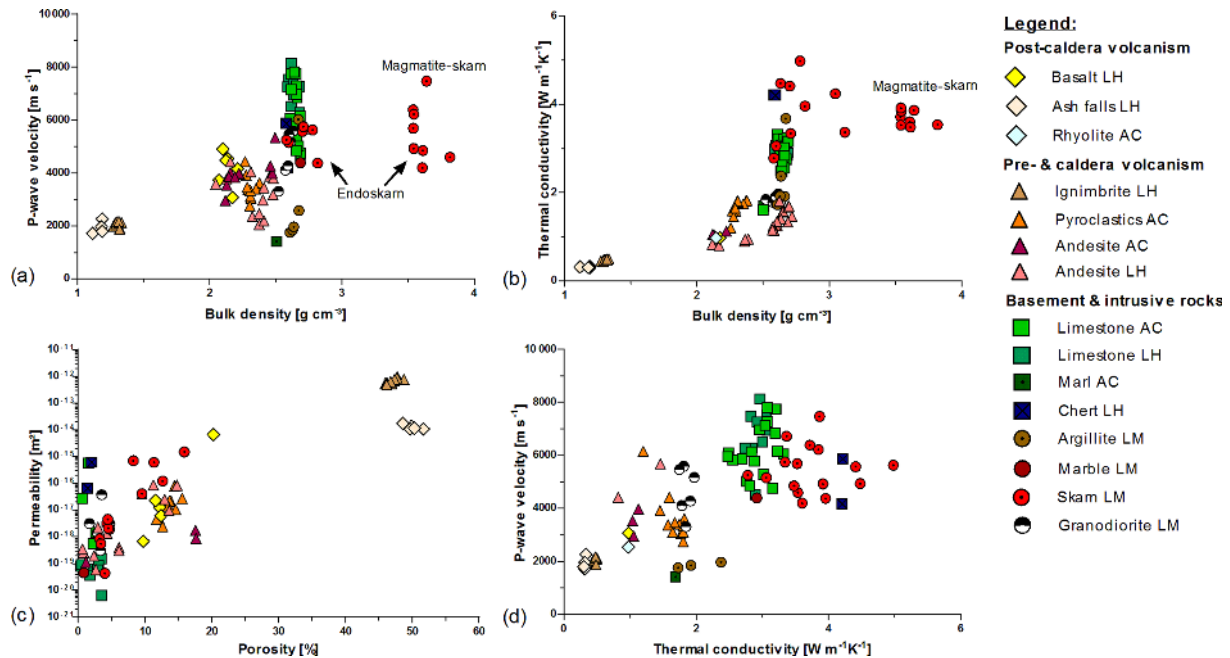 (a)
P-wave velocity [m s⁻¹]
10 000
8000
6000
4000
2000
0
Magmatite-skarn
Endoskarn
1
2
3
4
Bulk density [g cm⁻³]
(b)
Thermal conductivity [W m⁻¹K⁻¹]
6
4
2
0
Magmatite-skarn
1
2
3
4
Bulk density [g cm⁻³]
(c)
Permeability [m²]
10⁻¹¹
10⁻¹²
10⁻¹³
10⁻¹⁴
10⁻¹⁵
10⁻¹⁶
10⁻¹⁷
10⁻¹⁸
10⁻¹⁹
10⁻²⁰
10⁻²¹
0
10
20
30
40
50
60
Porosity [%]
(d)
P-wave velocity [m s⁻¹]
10 000
8000
6000
4000
2000
0
0
2
4
6
Thermal conductivity [W m⁻¹K⁻¹]
Legend:
Post-caldera volcanism
Basalt LH
Ash falls LH
Rhyolite AC
Pre- & caldera volcanism
Ignimbrite LH
Pyroclastics AC
Andesite AC
Andesite LH
Basement & intrusive rocks
Limestone AC
Limestone LH
Marl AC
Chert LH
Argillite LM
Marble LM
Skarn LM
Granodiorite LM